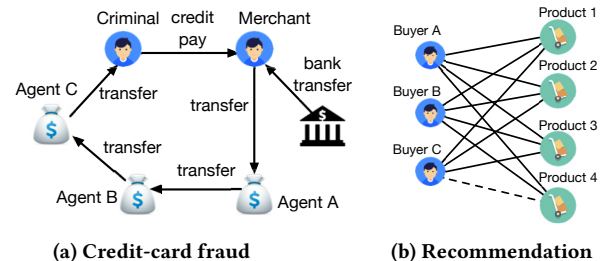 Criminal
credit
pay
Merchant
bank
transfer
Agent C
transfer
transfer
transfer
transfer
$
$
$
$
Agent B
Agent A
(a) Credit-card fraud
Buyer A
Buyer B
Buyer C
Product 1
Product 2
Product 3
Product 4
(b) Recommendation